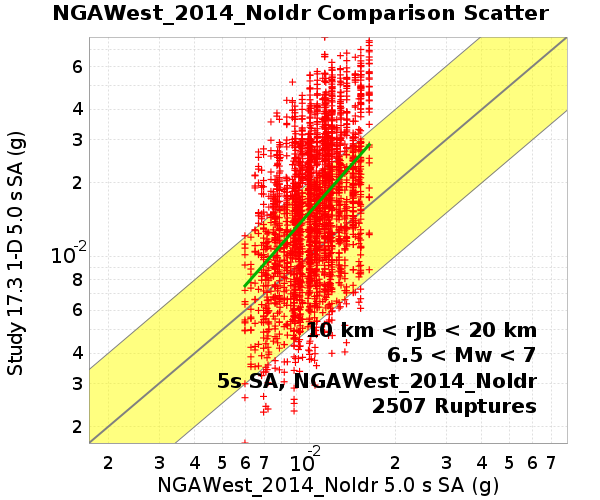 NGAWest_2014_NoIdr Comparison Scatter
Study 17.3 1-D 5.0 s SA (g)
6
4
3
2
10-2
8
6
4
3
2
10 km < rJB < 20 km
6.5 < Mw < 7
5s SA, NGAWest_2014_NoIdr
2507 Ruptures
2 3 4 5 6 7 10-2 2 3 4 5 6 7
NGAWest_2014_NoIdr 5.0 s SA (g)